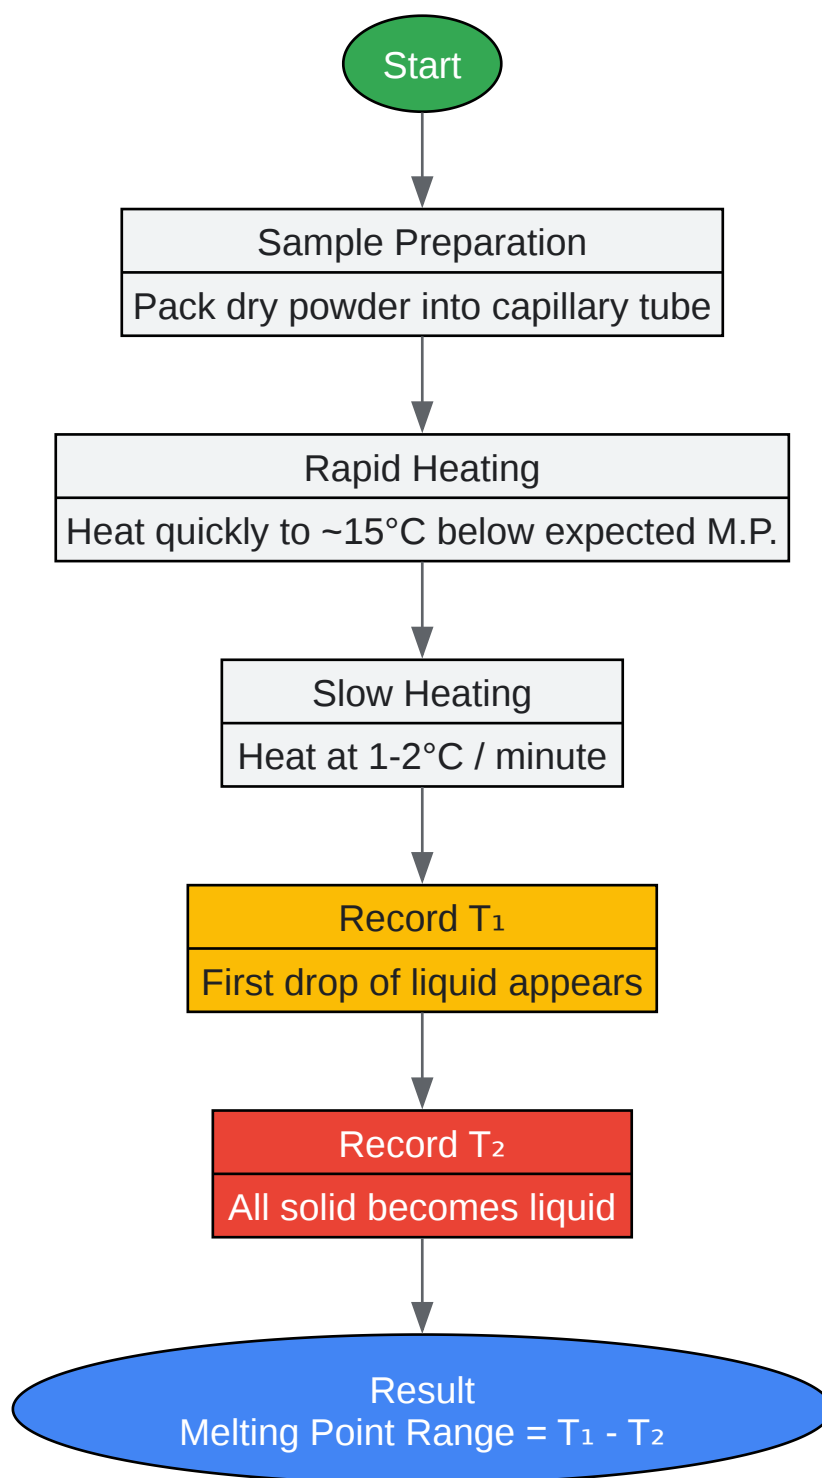 Start
Sample Preparation
Pack dry powder into capillary tube
Rapid Heating
Heat quickly to ~15°C below expected M.P.
Slow Heating
Heat at 1-2°C / minute
Record T₁
First drop of liquid appears
Record T₂
All solid becomes liquid
Result
Melting Point Range = T₁ - T₂